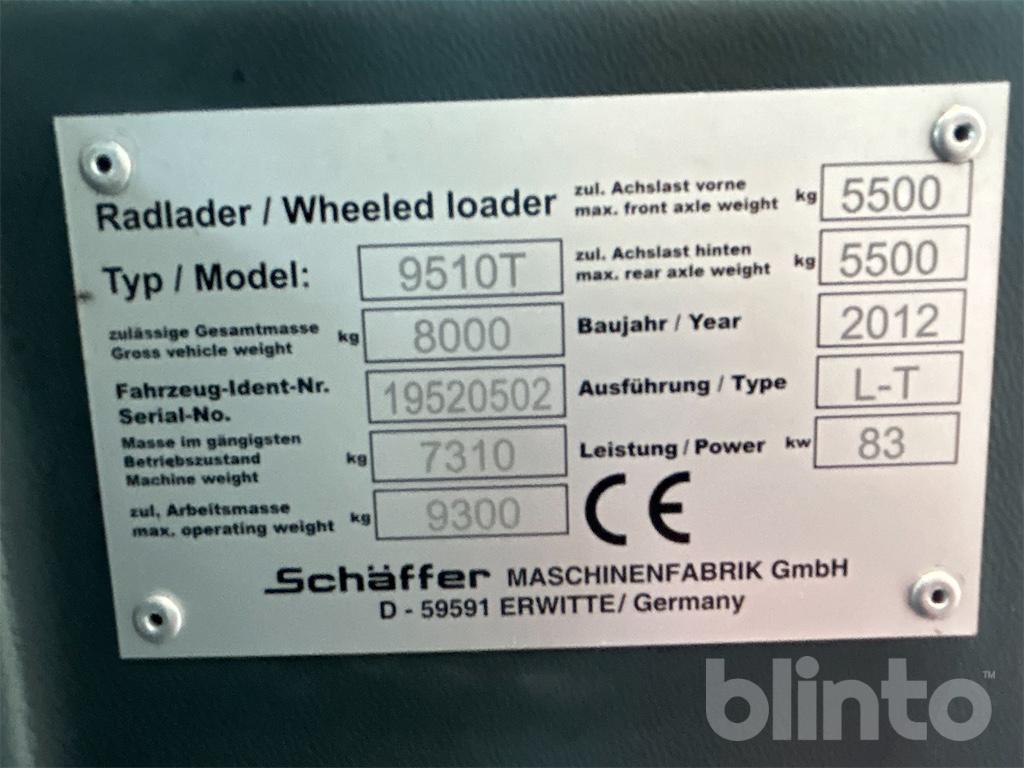 Radlader / Wheeled loader
Typ / Model: 9510T
zulässige Gesamtmasse
Gross vehicle weight kg 8000
Fahrzeug-Ident-Nr.
Serial-No. 19520502
Masse im gängigsten
Betriebszustand
Machine weight kg 7310
zul, Arbeitsmasse
max. operating weight kg 9300
zul. Achslast vorne
max. front axle weight kg 5500
zul. Achslast hinten
max. rear axle weight kg 5500
Baujahr / Year 2012
Ausführung / Type L-T
Leistung / Power kw 83
CE
Schäffer MASCHINENFABRIK GmbH
D - 59591 ERWITTE/ Germany
blinto™